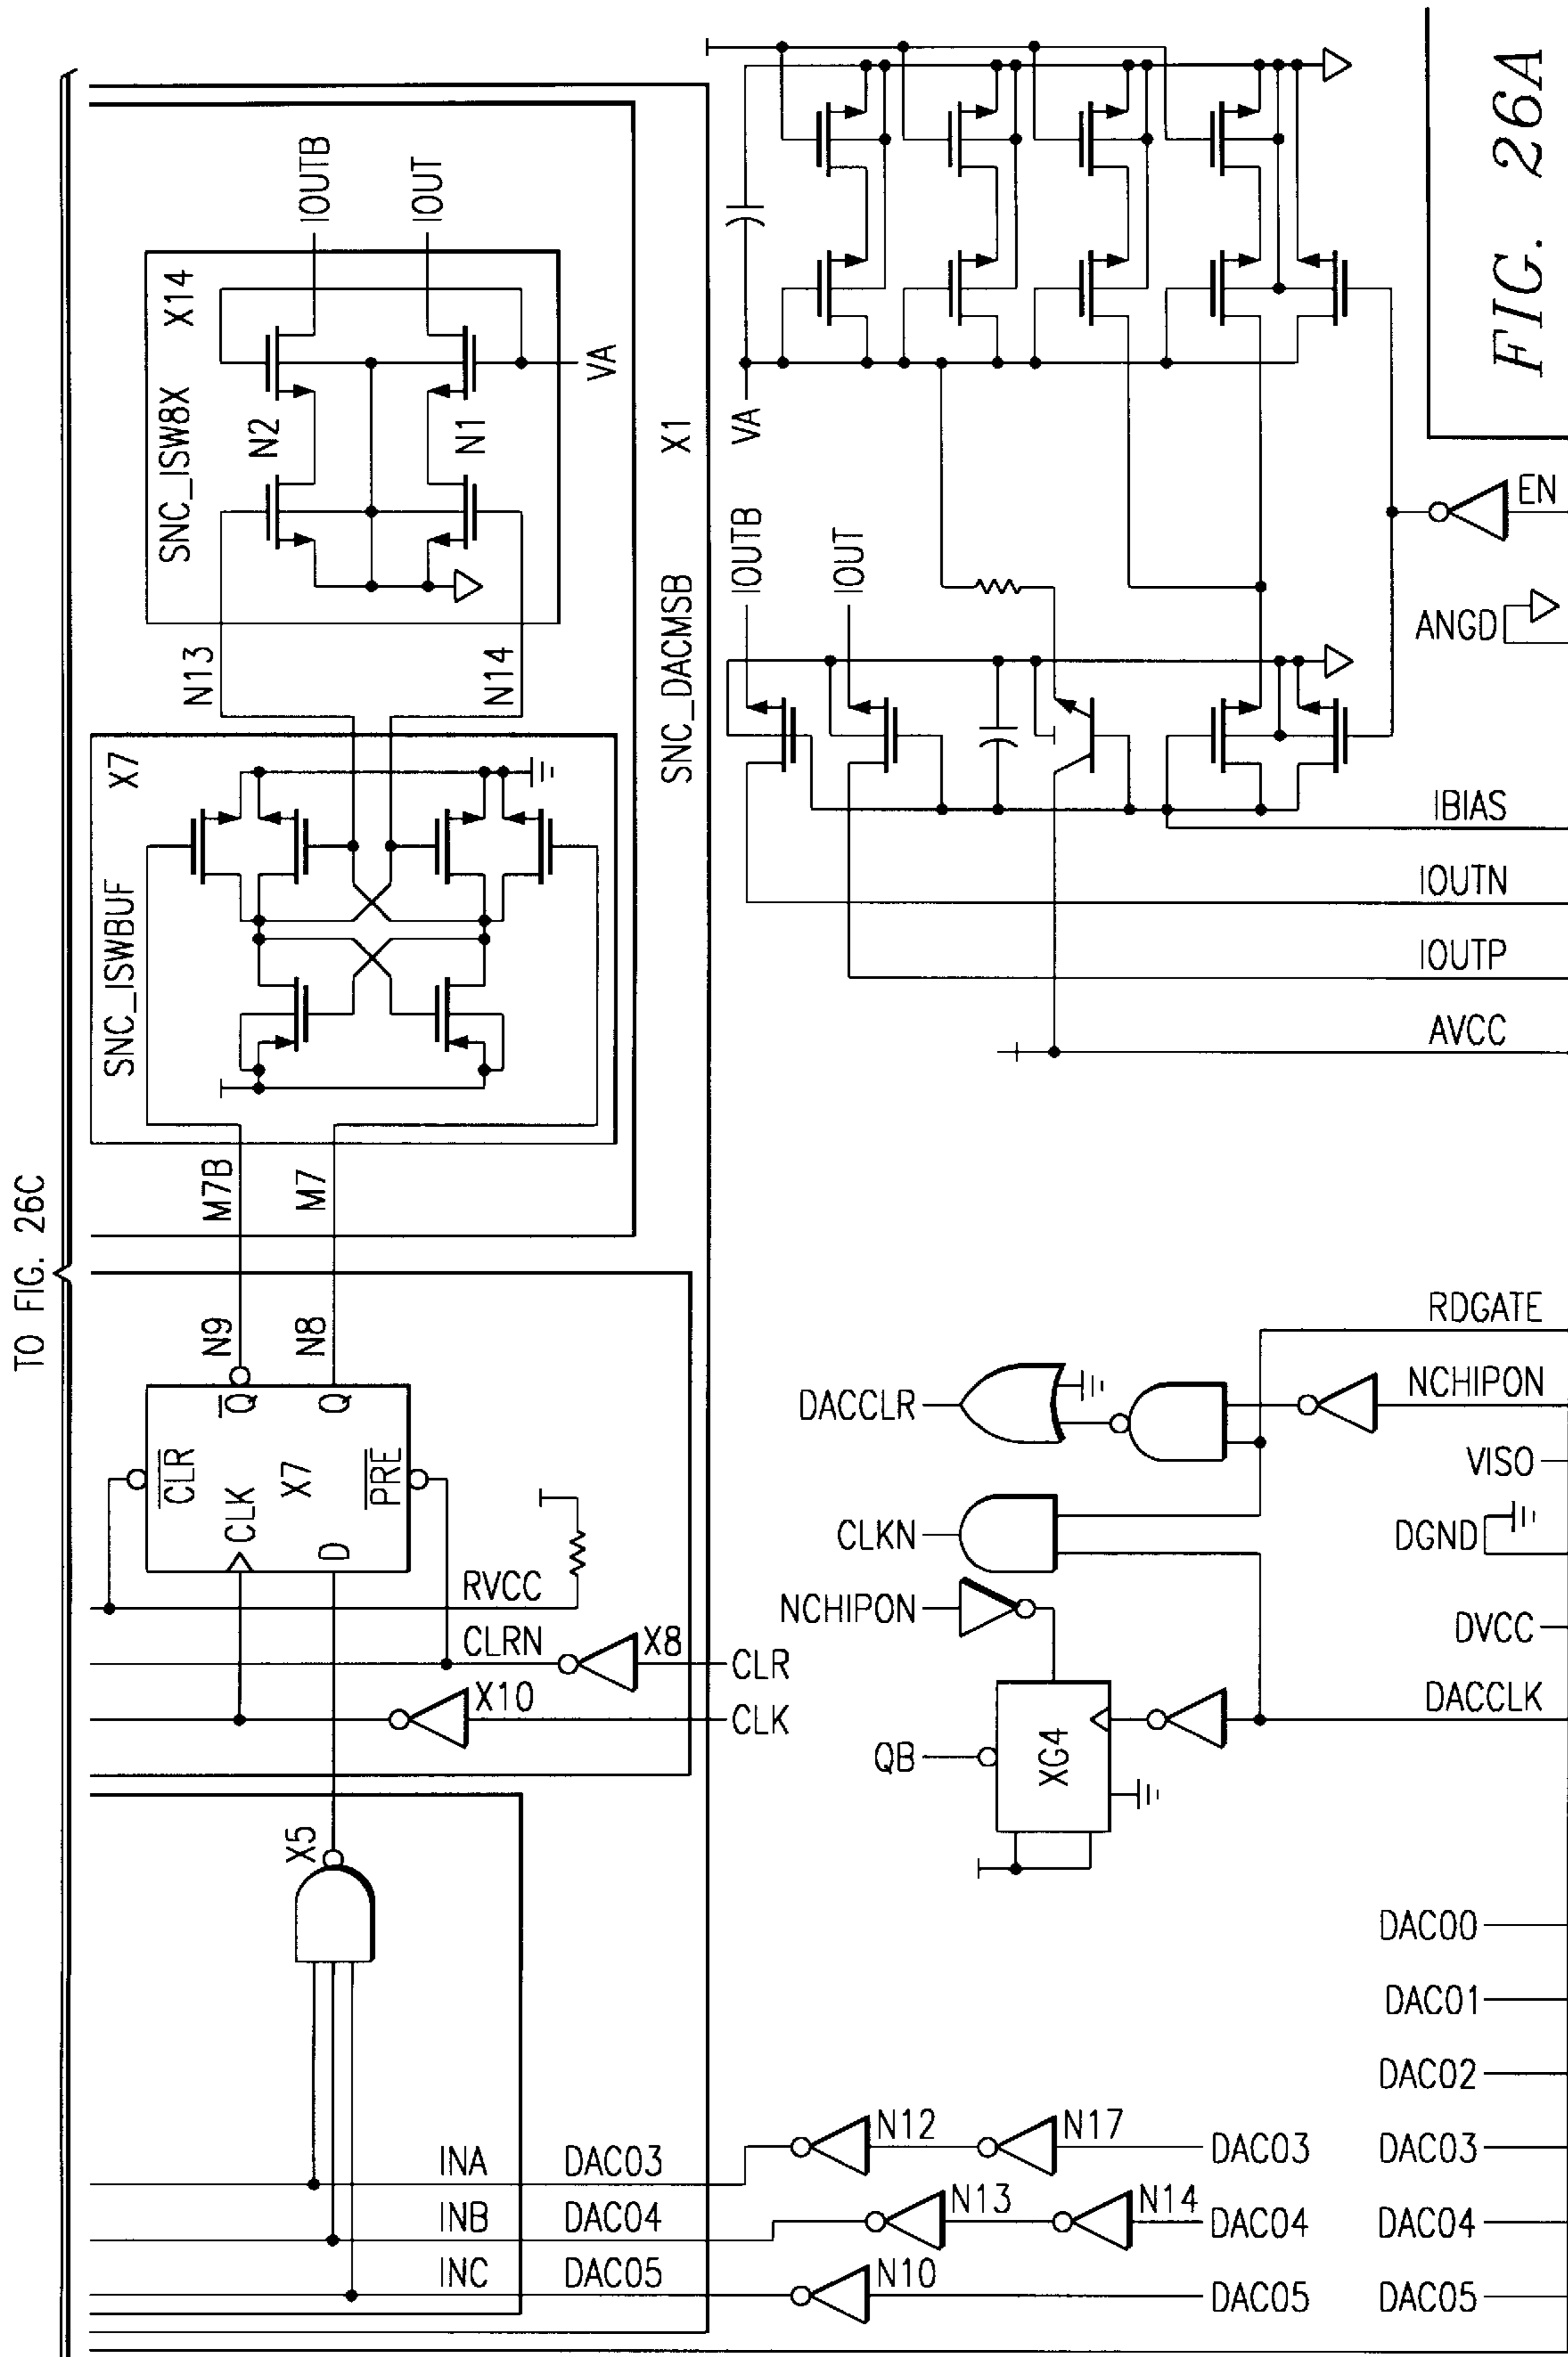 TO FIG. 26C
IOUTB
IOUT
X14
SNC_ISW8X
N2
N1
VA
N13
N14
X7
SNC_ISWBUF
M7B
M7
X1
SNC_DACMSB
N9
N8
Q
Q
CLR
X7
PRE
CLK
D
RVCC
CLRN
X8
CLR
X10
CLK
X5
INA
DAC03
INB
DAC04
INC
DAC05
N12
N17
DAC03
N13
N14
DAC04
N10
DAC05
VA
IOUTB
IOUT
EN
ANGD
IBIAS
IOUTN
IOUTP
AVCC
RDGATE
DACCLR
NCHIPON
VISO
CLKN
DGND
NCHIPON
DVCC
DACCLK
QB
XG4
DAC00
DAC01
DAC02
DAC03
DAC04
DAC05
FIG. 26A